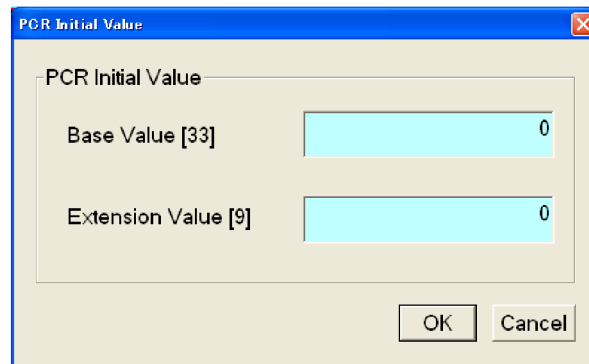 PCR Initial Value
PCR Initial Value
Base Value [33]
0
Extension Value [9]
0
OK
Cancel